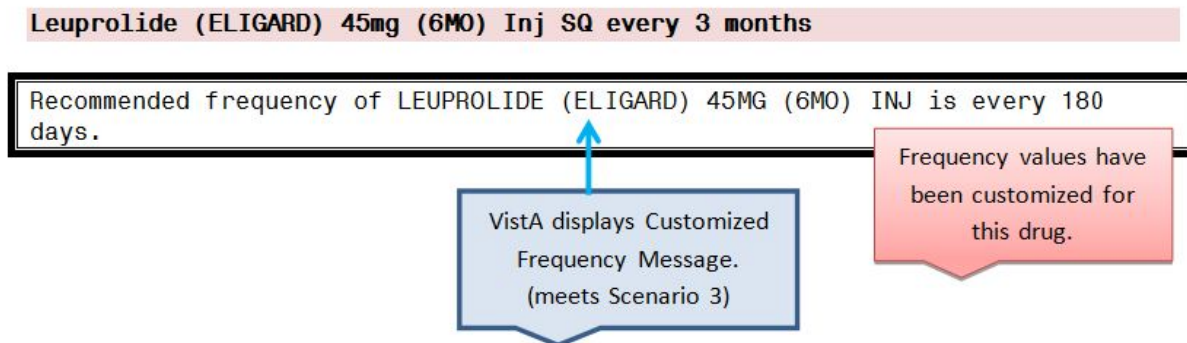 Leuprolide (ELIGARD) 45mg (6MO) Inj SQ every 3 months
Recommended frequency of LEUPROLIDE (ELIGARD) 45MG (6MO) INJ is every 180
days.
Frequency values have
been customized for
this drug.
VistA displays Customized
Frequency Message.
(meets Scenario 3)